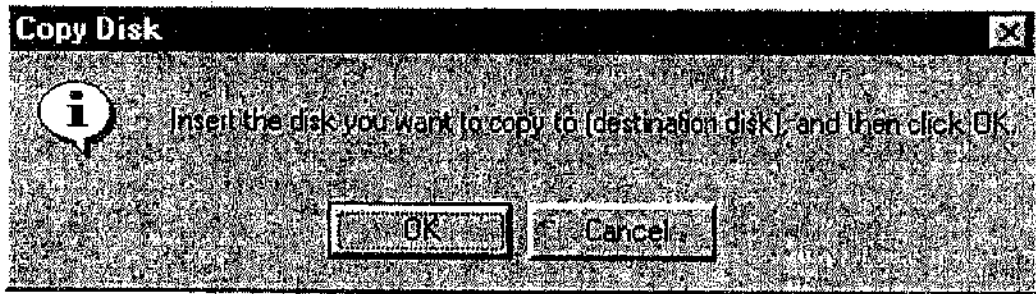 Copy Disk
Insert the disk you want to copy to (destination disk), and then click OK.
OK
Cancel